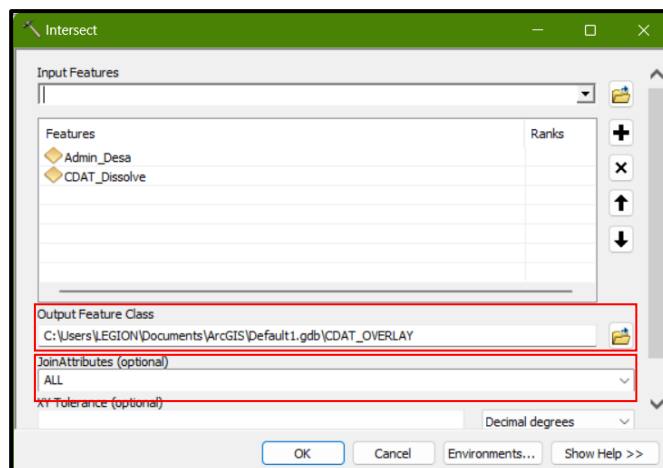 Intersect
Input Features
Features Ranks
Admin_Desa
CDAT_Dissolve
Output Feature Class
C:\Users\LEGION\Documents\ArcGIS\Default1.gdb\CDAT_OVERLAY
JoinAttributes (optional)
ALL
XY Tolerance (optional)
Decimal degrees
OK Cancel Environments... Show Help >>